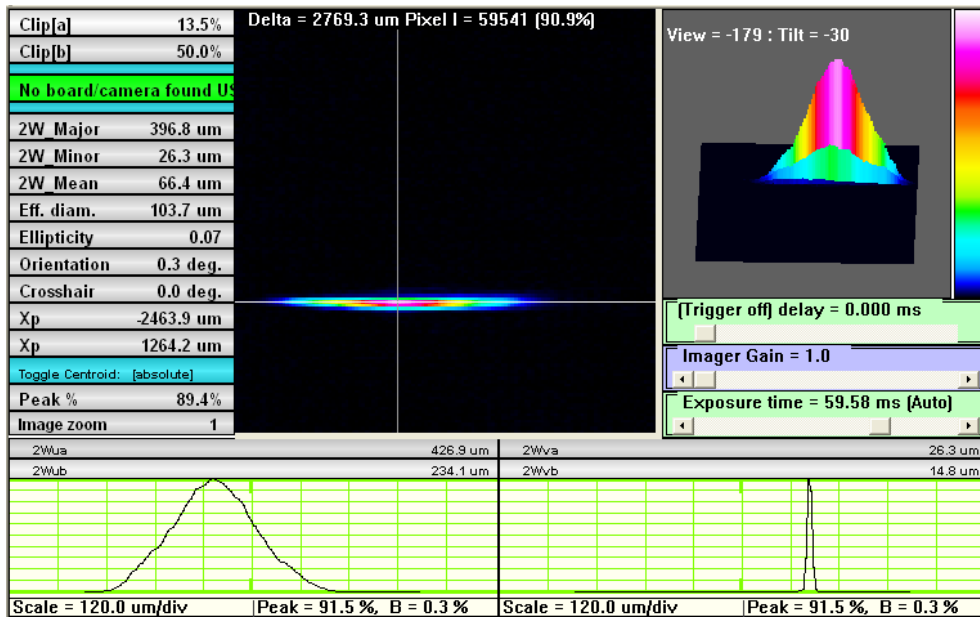 Clip[a] 13.5%
Clip[b] 50.0%
No board/camera found US
2W_Major 396.8 um
2W_Minor 26.3 um
2W_Mean 66.4 um
Eff. diam. 103.7 um
Ellipticity 0.07
Orientation 0.3 deg.
Crosshair 0.0 deg.
Xp -2463.9 um
Xp 1264.2 um
Toggle Centroid: [absolute]
Peak % 89.4%
Image zoom 1
Delta = 2769.3 um Pixel I = 59541 (90.9%)
View = -179 : Tilt = -30
(Trigger off) delay = 0.000 ms
Imager Gain = 1.0
Exposure time = 59.58 ms (Auto)
2Wua 426.9 um
2Wub 234.1 um
Scale = 120.0 um/div Peak = 91.5 %, B = 0.3 %
2Wva 26.3 um
2Wvb 14.8 um
Scale = 120.0 um/div Peak = 91.5 %, B = 0.3 %